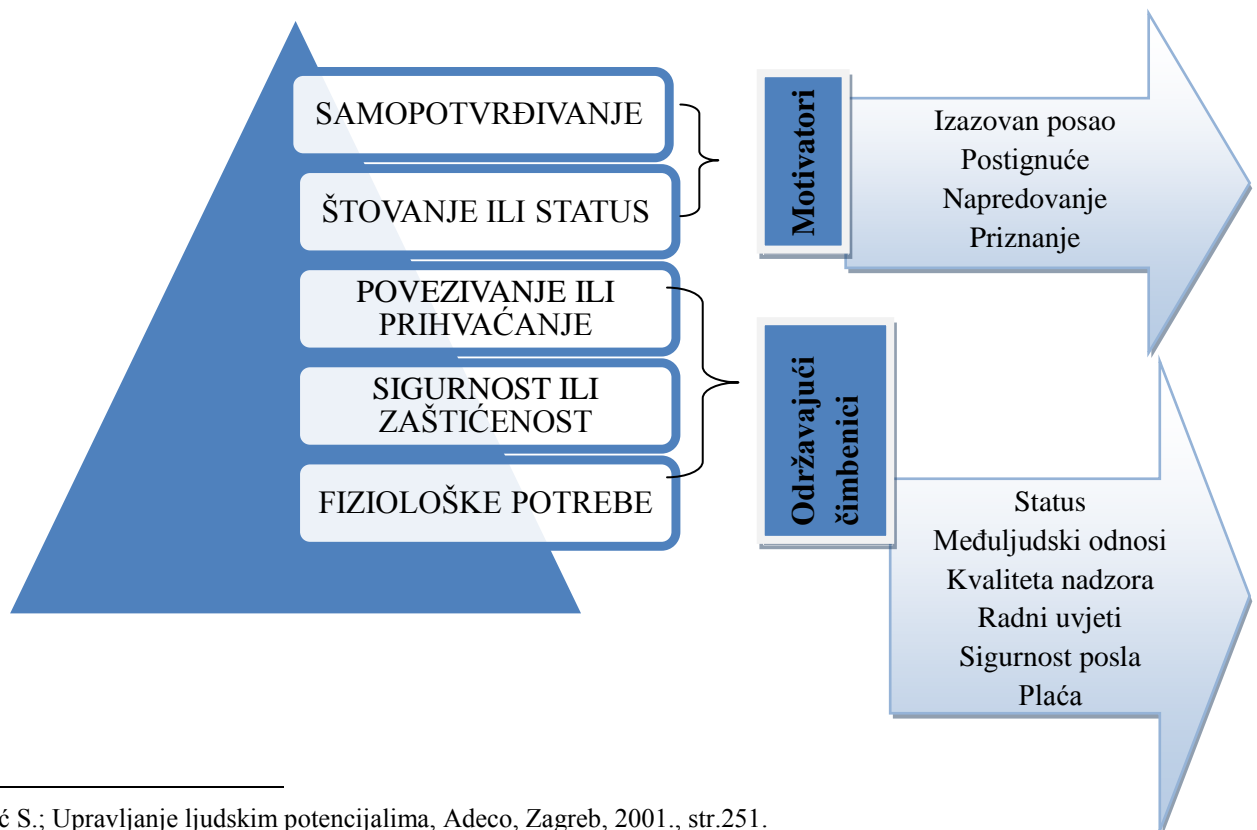 SAMOPOTVRĐIVANJE
ŠTOVANJE ILI STATUS
POVEZIVANJE ILI
PRIHVAĆANJE
SIGURNOST ILI
ZAŠTIĆENOST
FIZIOLOŠKE POTREBE
Motivatori
Izazovan posao
Postignuće
Napredovanje
Priznanje
Održavajući
čimbenici
Status
Međuljudski odnosi
Kvaliteta nadzora
Radni uvjeti
Sigurnost posla
Plaća
ć S.; Upravljanje ljudskim potencijalima, Adeco, Zagreb, 2001., str.251.